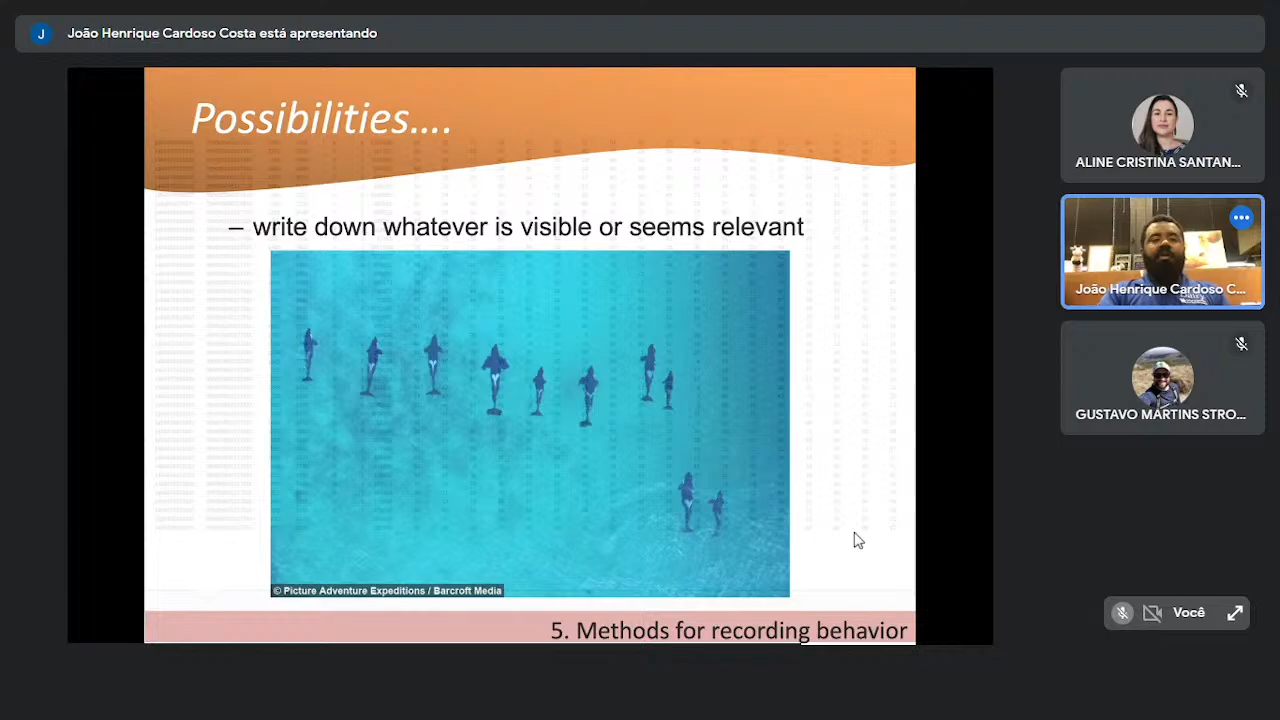 J João Henrique Cardoso Costa está apresentando
Possibilities....
– write down whatever is visible or seems relevant
© Picture Adventure Expeditions / Barcroft Media
5. Methods for recording behavior
ALINE CRISTINA SANTAN...
João Henrique Cardoso C...
GUSTAVO MARTINS STRO...
Você